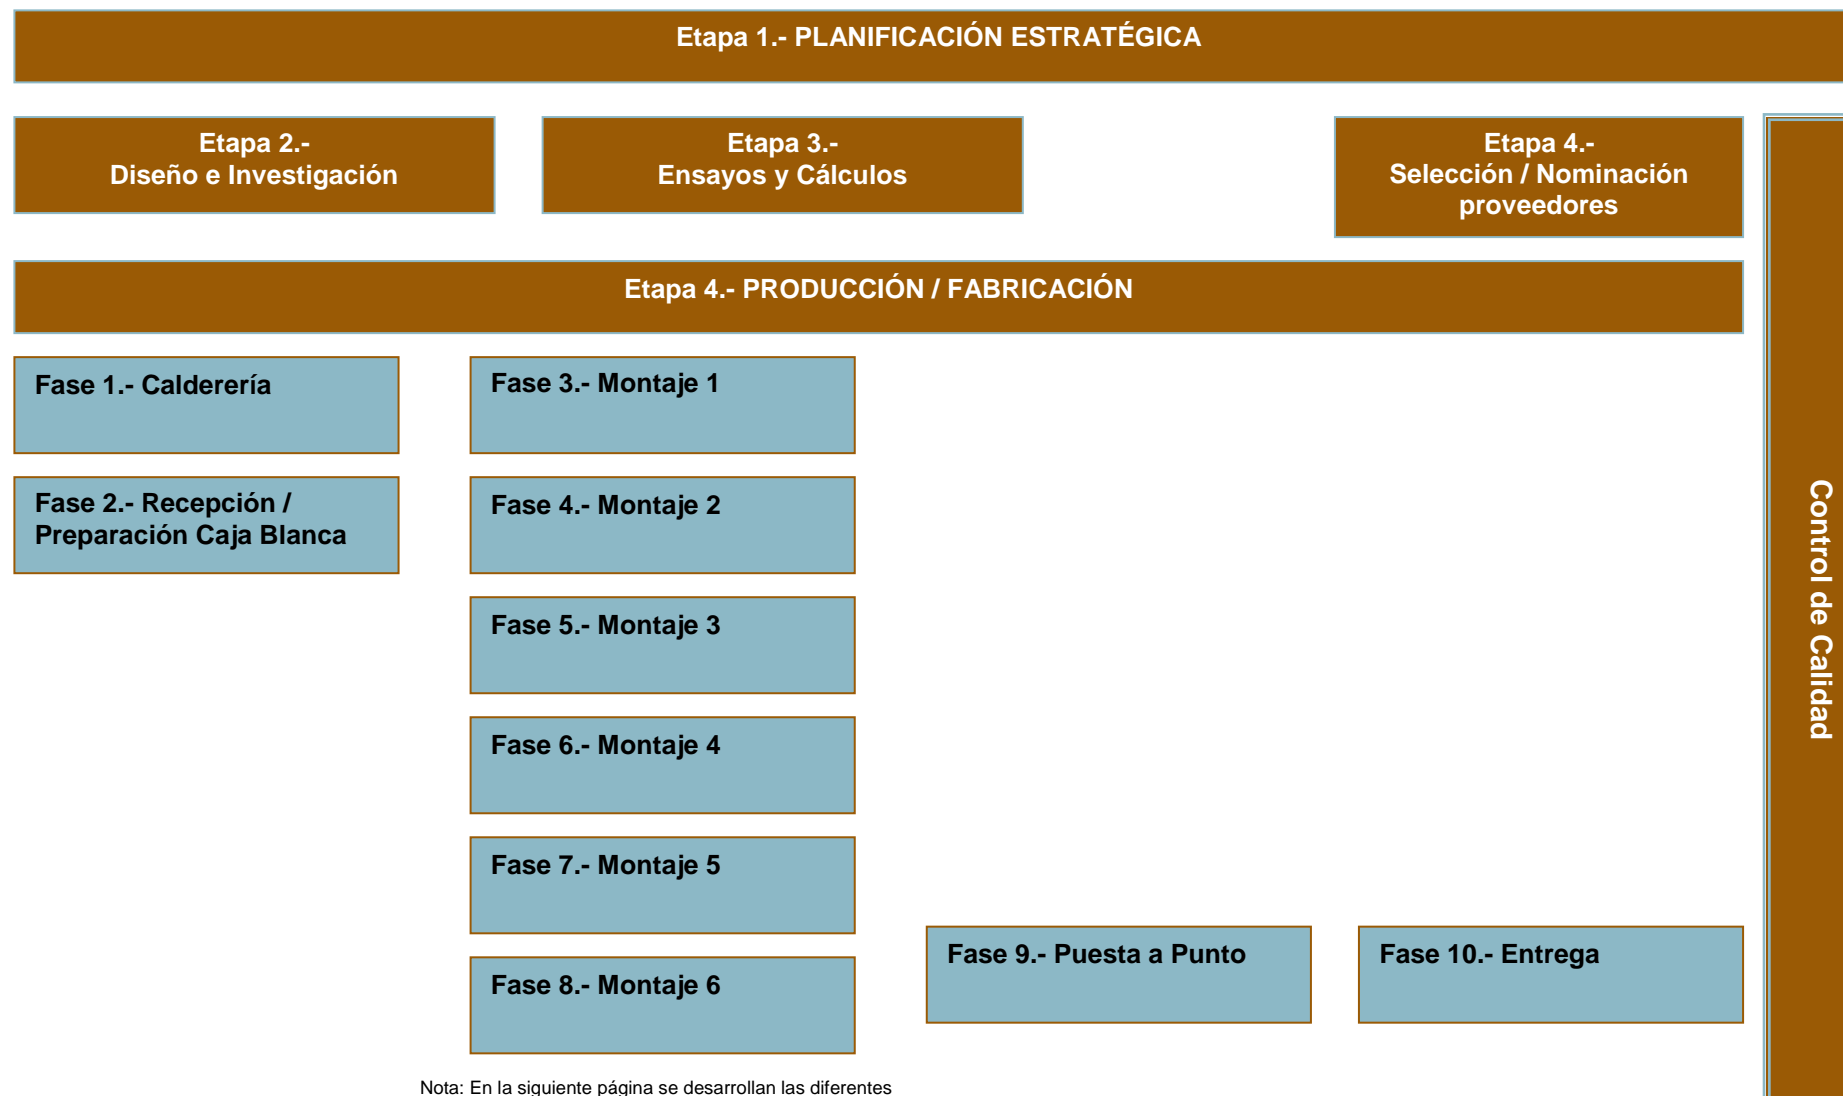 Etapa 1.- PLANIFICACIÓN ESTRATÉGICA
Etapa 2.-
Diseño e Investigación
Etapa 3.-
Ensayos y Cálculos
Etapa 4.-
Selección / Nominación
proveedores
Etapa 4.- PRODUCCIÓN / FABRICACIÓN
Fase 1.- Calderería
Fase 2.- Recepción /
Preparación Caja Blanca
Fase 3.- Montaje 1
Fase 4.- Montaje 2
Fase 5.- Montaje 3
Fase 6.- Montaje 4
Fase 7.- Montaje 5
Fase 8.- Montaje 6
Fase 9.- Puesta a Punto
Fase 10.- Entrega
Control de Calidad
Nota: En la siguiente página se desarrollan las diferentes